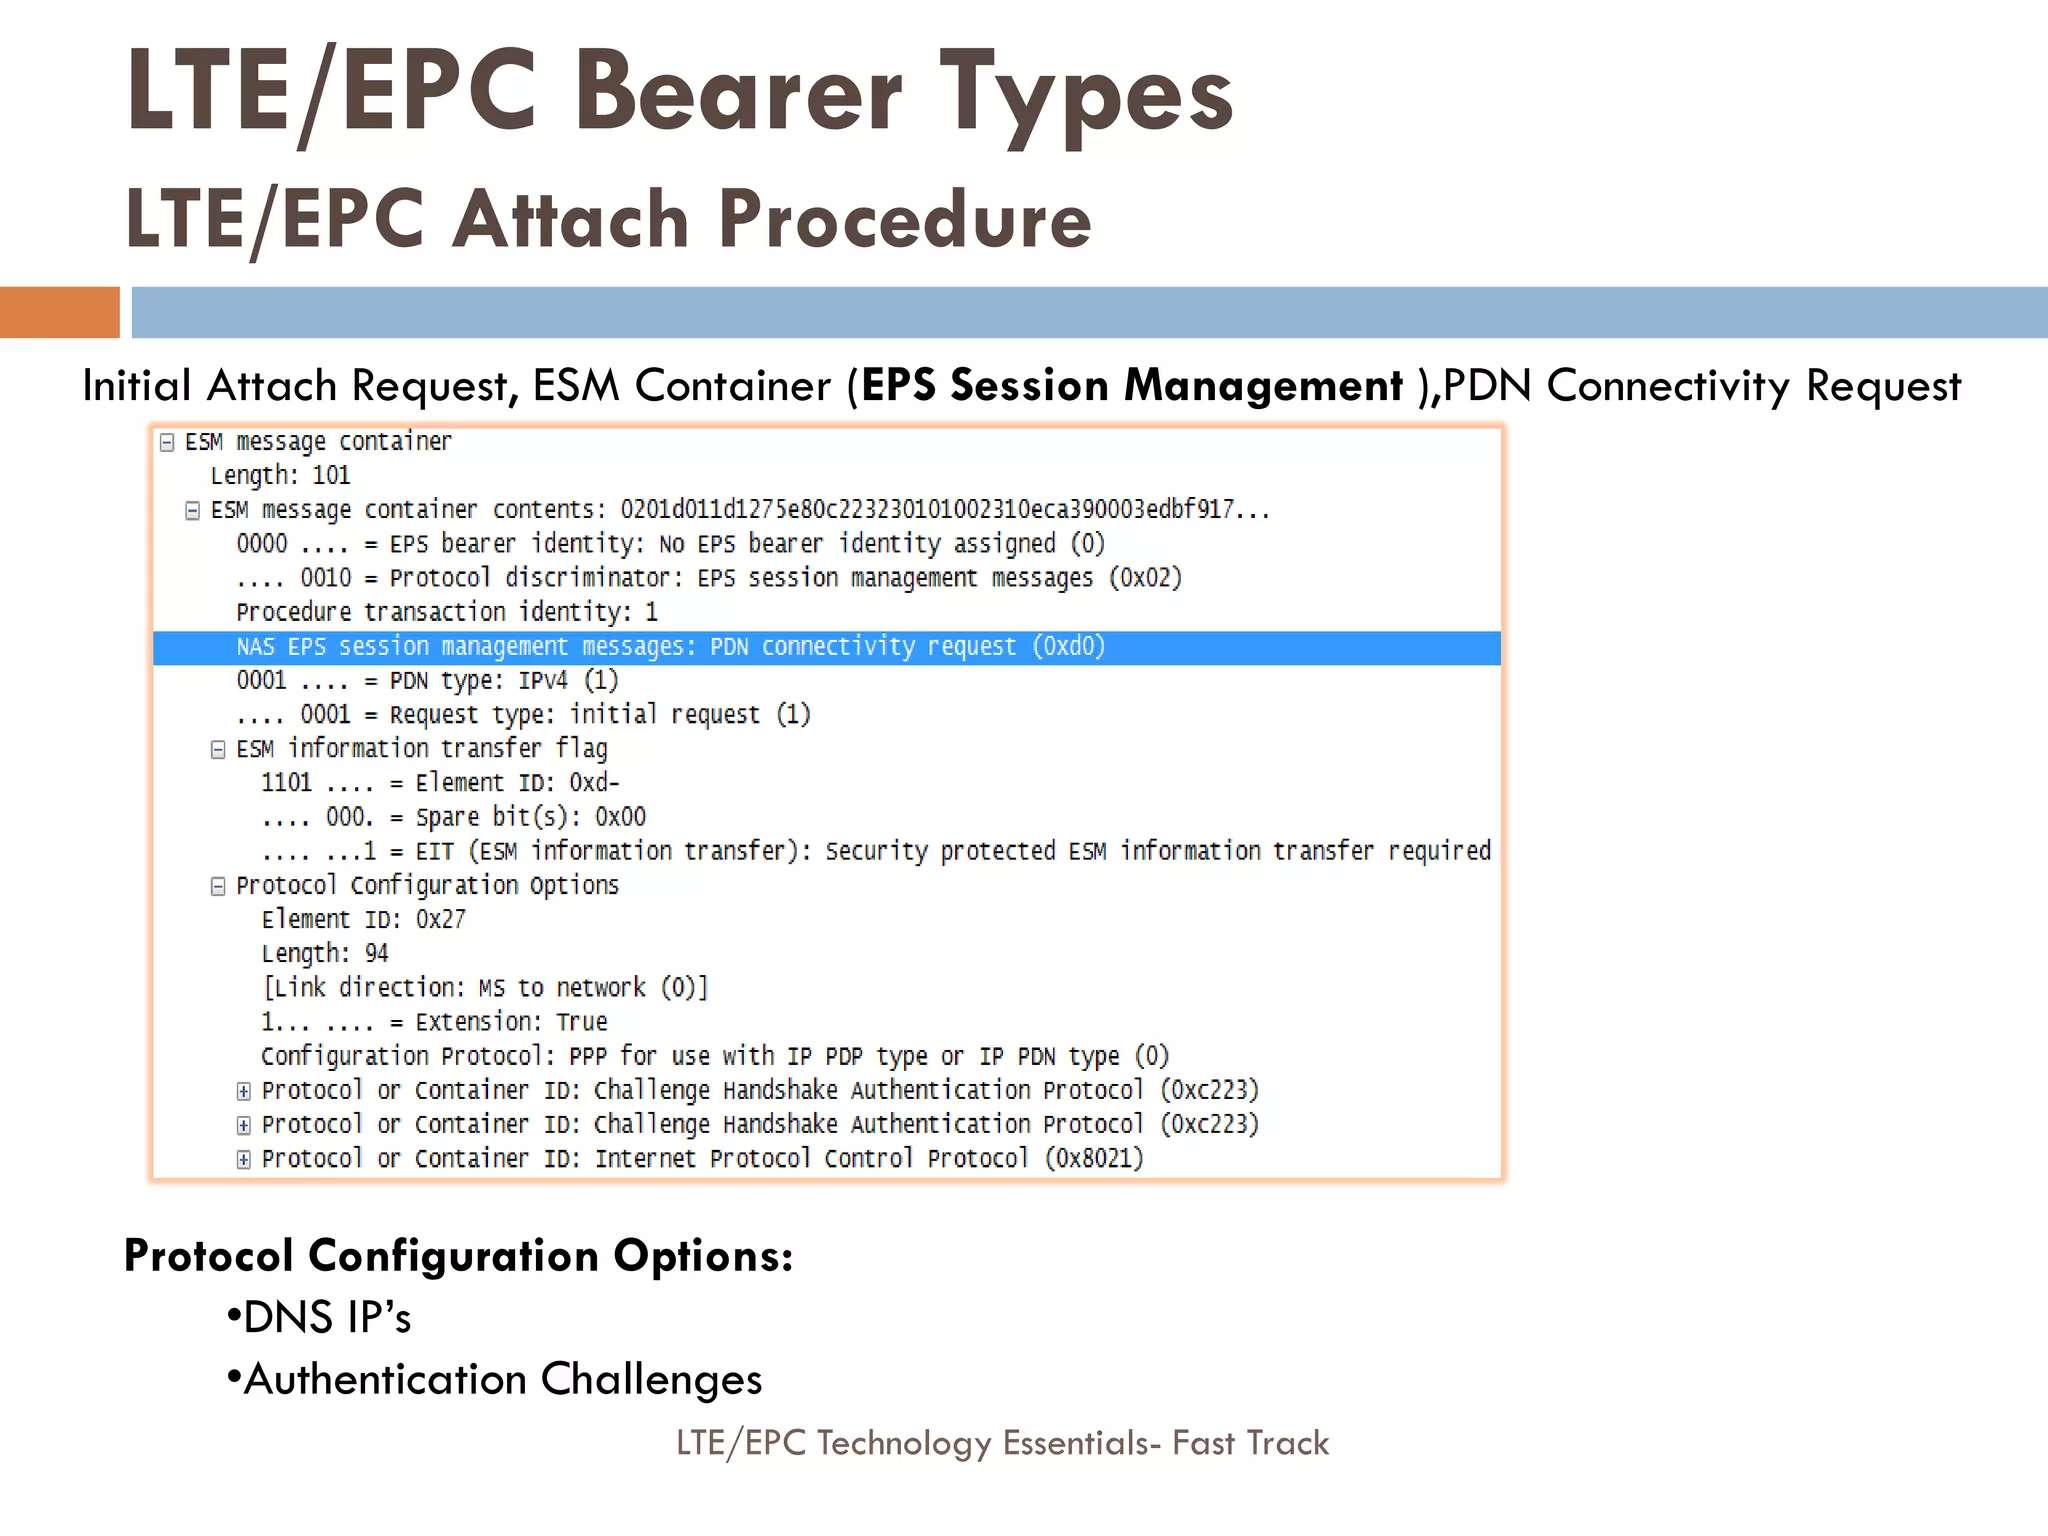 LTE/EPC Bearer Types
LTE/EPC Attach Procedure
Initial Attach Request, ESM Container (EPS Session Management ),PDN Connectivity Request
ESM message container
Length: 101
ESM message container contents: 0201d011d1275e80c223230101002310eca390003edbf917...
0000 .... = EPS bearer identity: No EPS bearer identity assigned (0)
.... 0010 = Protocol discriminator: EPS session management messages (0x02)
Procedure transaction identity: 1
NAS EPS session management messages: PDN connectivity request (0xd0)
0001 .... = PDN type: IPv4 (1)
.... 0001 = Request type: initial request (1)
ESM information transfer flag
1101 .... = Element ID: 0xd-
.... 000. = Spare bit(s): 0x00
.... ...1 = EIT (ESM information transfer): Security protected ESM information transfer required
Protocol Configuration Options
Element ID: 0x27
Length: 94
[Link direction: MS to network (0)]
1... .... = Extension: True
Configuration Protocol: PPP for use with IP PDP type or IP PDN type (0)
Protocol or Container ID: Challenge Handshake Authentication Protocol (0xc223)
Protocol or Container ID: Challenge Handshake Authentication Protocol (0xc223)
Protocol or Container ID: Internet Protocol Control Protocol (0x8021)
Protocol Configuration Options:
•DNS IP’s
•Authentication Challenges
LTE/EPC Technology Essentials- Fast Track